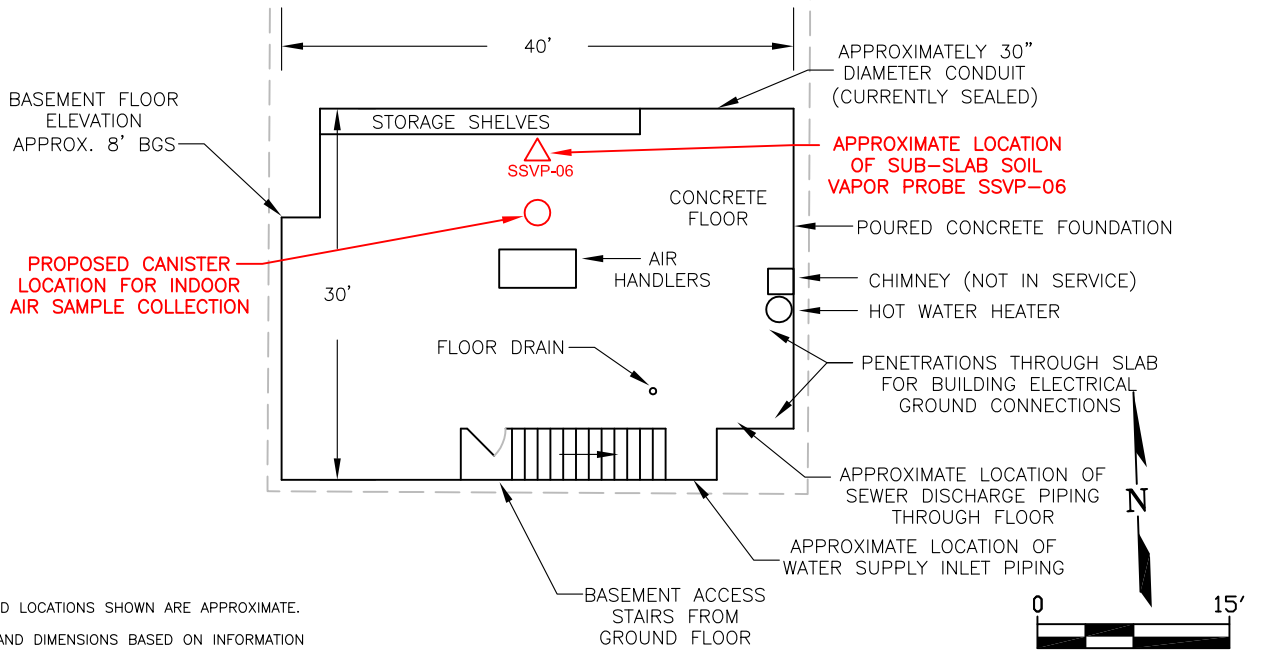 40'
APPROXIMATELY 30"
DIAMETER CONDUIT
(CURRENTLY SEALED)
BASEMENT FLOOR
ELEVATION
APPROX. 8' BGS
STORAGE SHELVES
SSVP-06
APPROXIMATE LOCATION
OF SUB-SLAB SOIL
VAPOR PROBE SSVP-06
CONCRETE
FLOOR
POURED CONCRETE FOUNDATION
PROPOSED CANISTER
LOCATION FOR INDOOR
AIR SAMPLE COLLECTION
30'
AIR
HANDLERS
CHIMNEY (NOT IN SERVICE)
HOT WATER HEATER
FLOOR DRAIN
PENETRATIONS THROUGH SLAB
FOR BUILDING ELECTRICAL
GROUND CONNECTIONS
APPROXIMATE LOCATION OF
SEWER DISCHARGE PIPING
THROUGH FLOOR
N
APPROXIMATE LOCATION OF
WATER SUPPLY INLET PIPING
BASEMENT ACCESS
STAIRS FROM
GROUND FLOOR
LOCATIONS SHOWN ARE APPROXIMATE.
AND DIMENSIONS BASED ON INFORMATION
0 15'